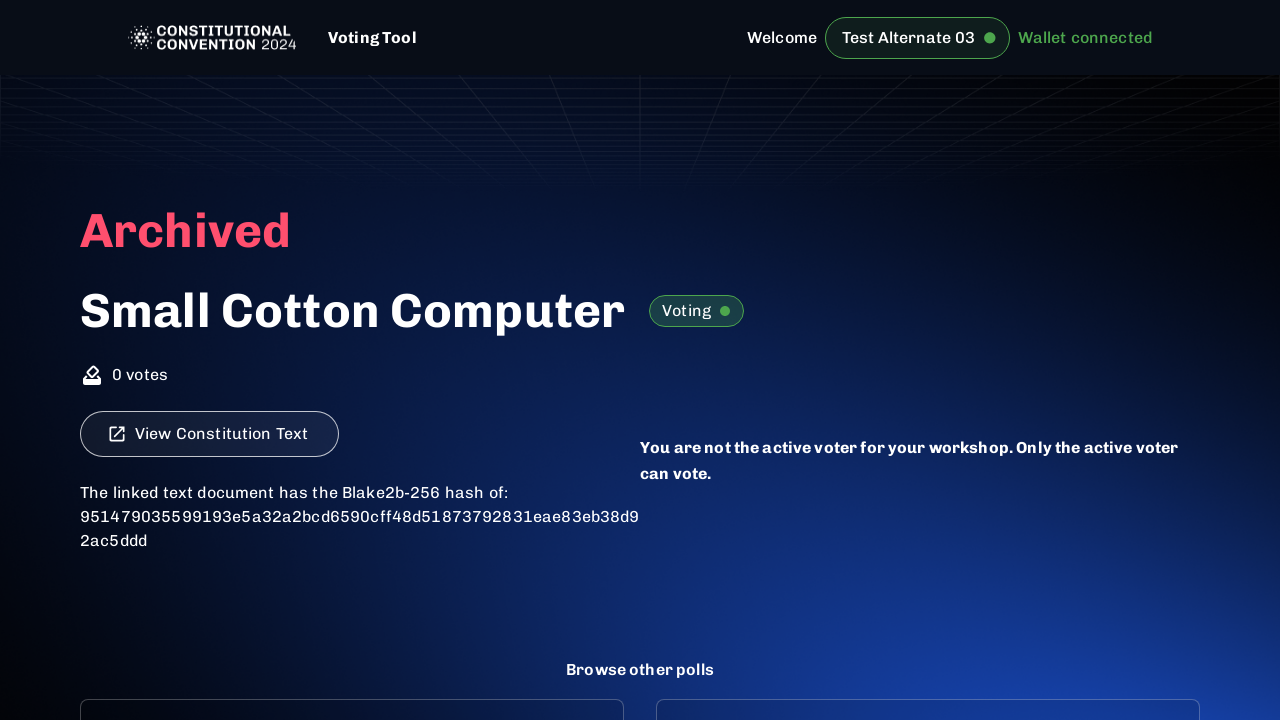 CONSTITUTIONAL
CONVENTION 2024
Voting Tool
Welcome
Test Alternate 03
Wallet connected
Archived
Small Cotton Computer
Voting
0 votes
View Constitution Text
You are not the active voter for your workshop. Only the active voter
can vote.
The linked text document has the Blake2b-256 hash of:
951479035599193e5a32a2bcd6590cff48d51873792831eae83eb38d9
2ac5ddd
Browse other polls